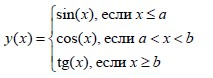 sin(x), если x ≤ a
y(x) = cos(x), если a < x < b
tg(x), если x ≥ b